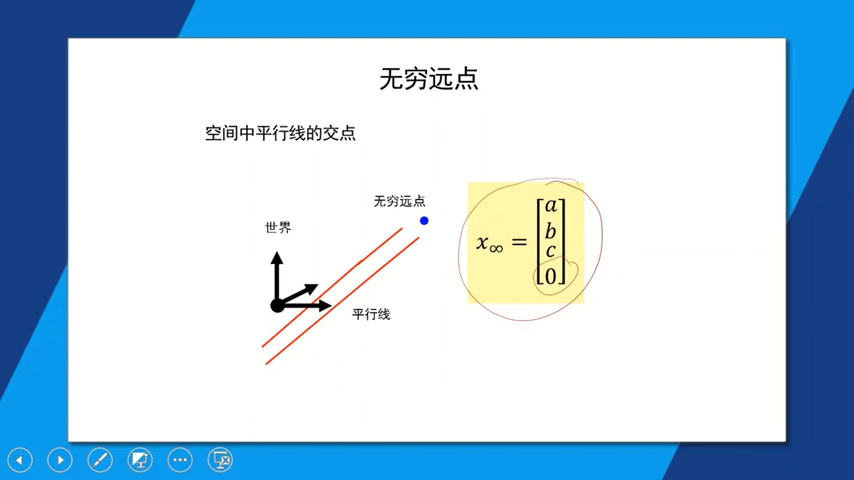 无穷远点
空间中平行线的交点
无穷远点
世界
平行线
x∞ = [a b c 0]